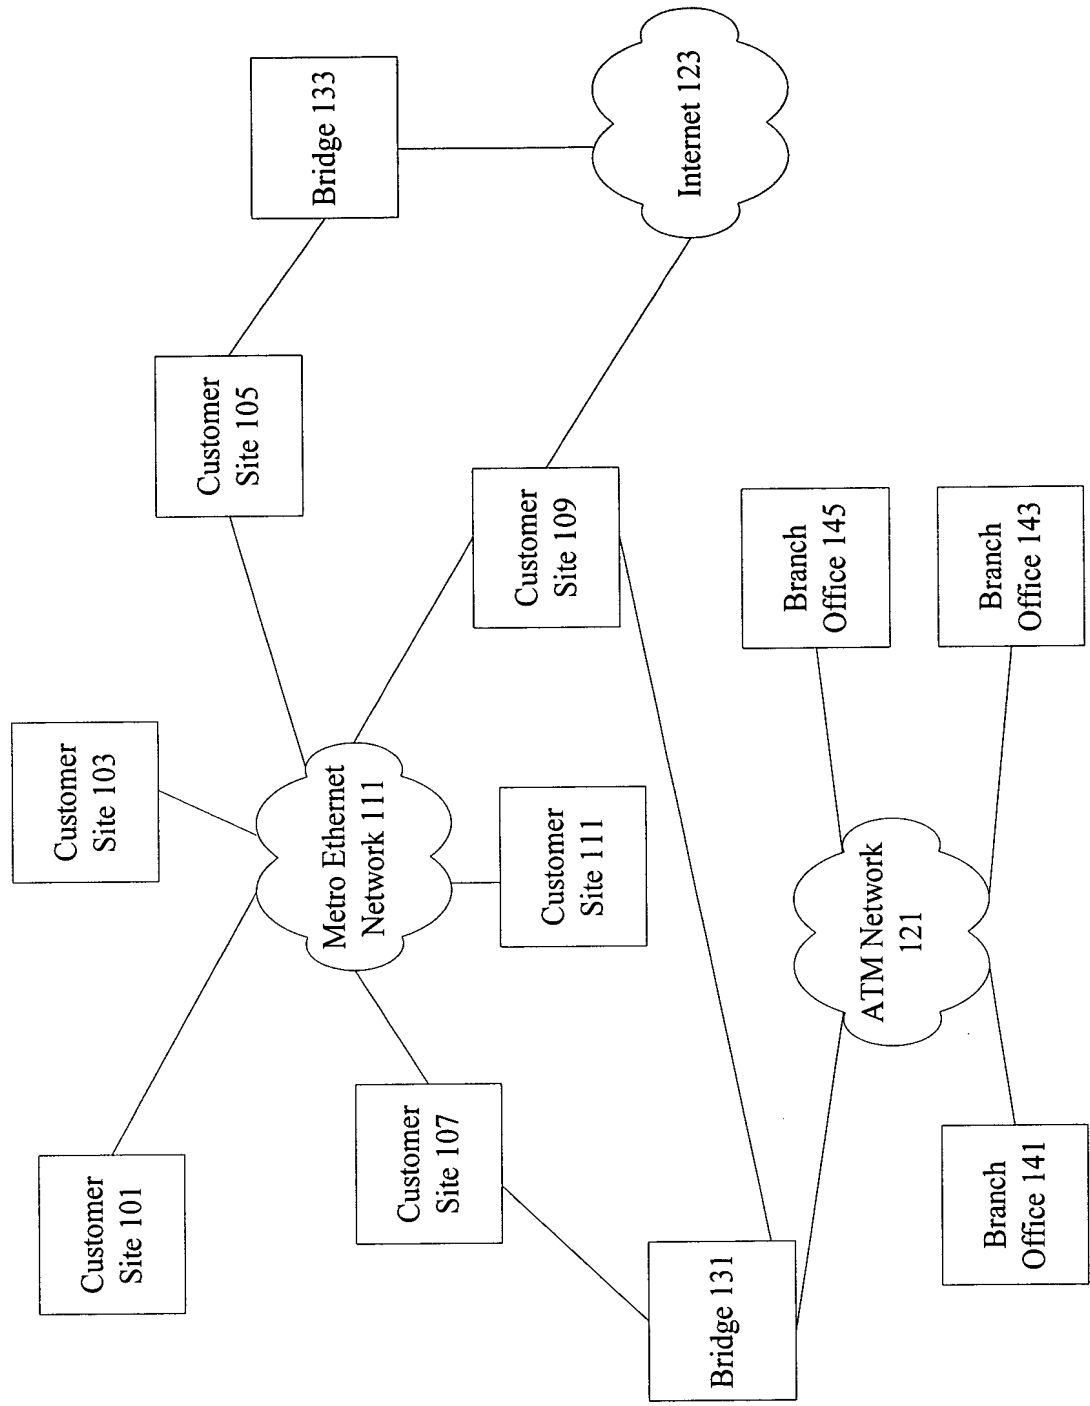 Customer
Site 101
Customer
Site 103
Customer
Site 105
Bridge 133
Customer
Site 107
Metro Ethernet
Network 111
Customer
Site 111
Customer
Site 109
Internet 123
Bridge 131
ATM Network
121
Branch
Office 145
Branch
Office 141
Branch
Office 143